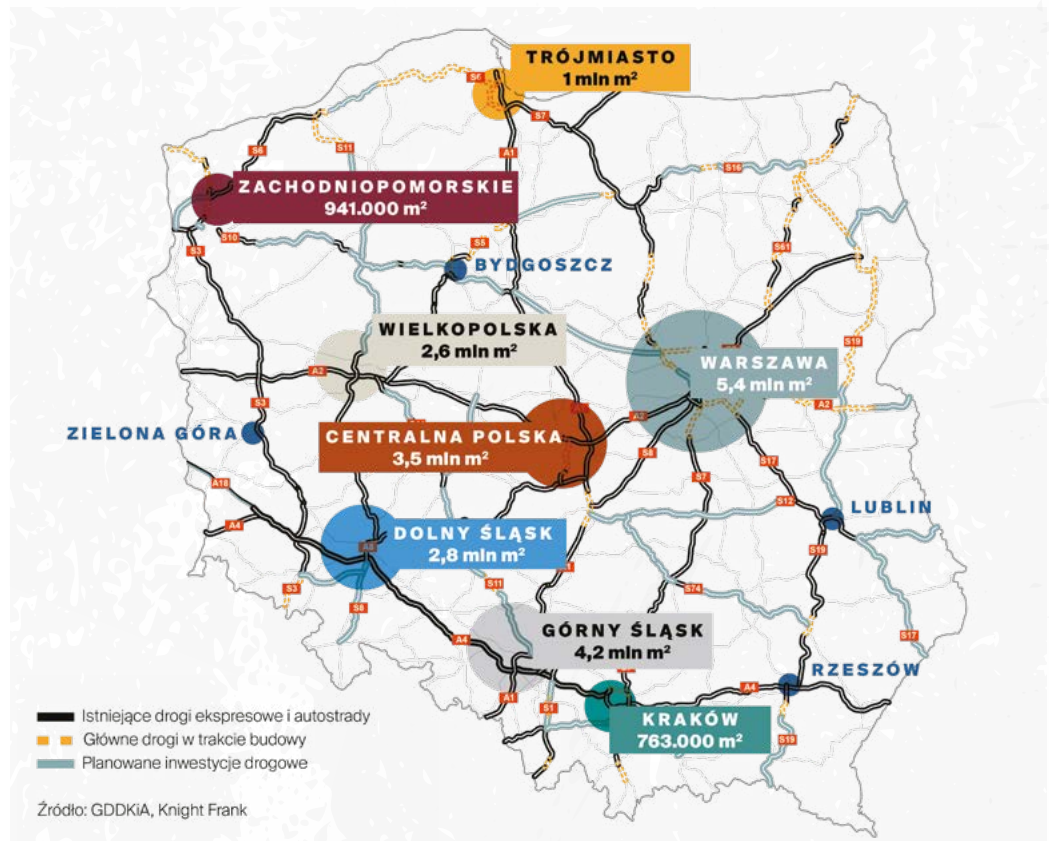 TRÓJMIASTO
1 mln m²
S6
S7
S6
S11
A1
S16
ZACHODNIOPOMORSKIE
941.000 m²
S3
S10
S5
S61
BYDGOSZCZ
WIELKOPOLSKA
2,6 mln m²
S19
WARSZAWA
5,4 mln m²
A2
S3
A2
A2
ZIELONA GÓRA
CENTRALNA POLSKA
3,5 mln m²
S8
S17
S7
A18
A4
S12
LUBLIN
DOLNY ŚLĄSK
2,8 mln m²
S19
S3
S8
S11
S74
A4
GÓRNY ŚLĄSK
4,2 mln m²
S17
RZESZÓW
A1
S1
A4
KRAKÓW
763.000 m²
S19
Istniejące drogi ekspresowe i autostrady
Główne drogi w trakcie budowy
Planowane inwestycje drogowe
Źródło: GDDKiA, Knight Frank